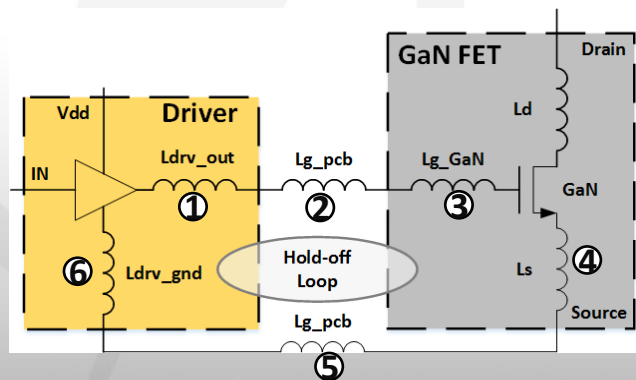 GaN FET
Drain
Vdd
Driver
Ld
Ldrv_out
Lg_pcb
Lg_GaN
IN
GaN
1
2
3
6
Ldrv_gnd
Hold-off
Loop
Ls
4
Source
Lg_pcb
5